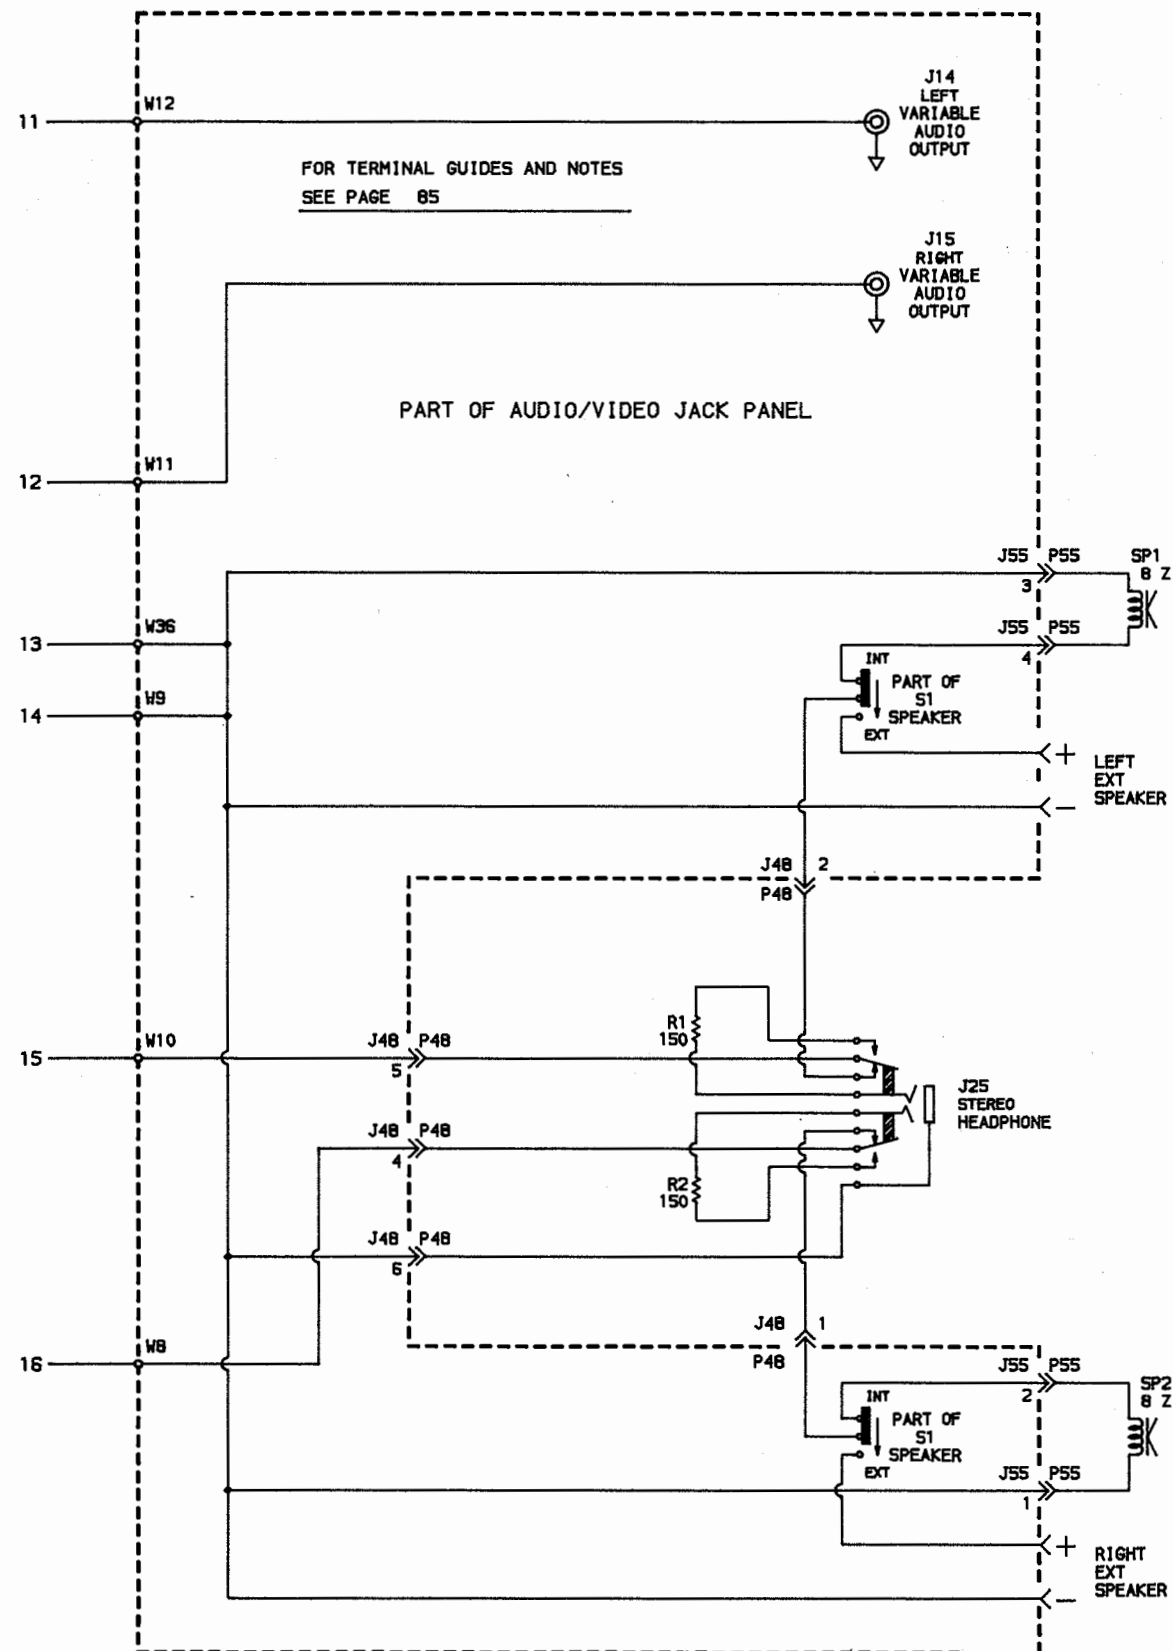 J14
LEFT
VARIABLE
AUDIO
OUTPUT
W12
11
FOR TERMINAL GUIDES AND NOTES
SEE PAGE 85
J15
RIGHT
VARIABLE
AUDIO
OUTPUT
PART OF AUDIO/VIDEO JACK PANEL
W11
12
J55 P55
3
SP1
8 Z
W36
13
J55 P55
4
INT
PART OF
S1
SPEAKER
EXT
W9
14
+
LEFT
EXT
SPEAKER
—
J48 2
P48
R1
150
W10
15
J48 P48
5
J25
STEREO
HEADPHONE
J48 P48
4
R2
150
J48 P48
6
J48 1
P48
W8
16
J55 P55
2
SP2
8 Z
INT
PART OF
S1
SPEAKER
EXT
J55 P55
1
+
RIGHT
EXT
SPEAKER
—